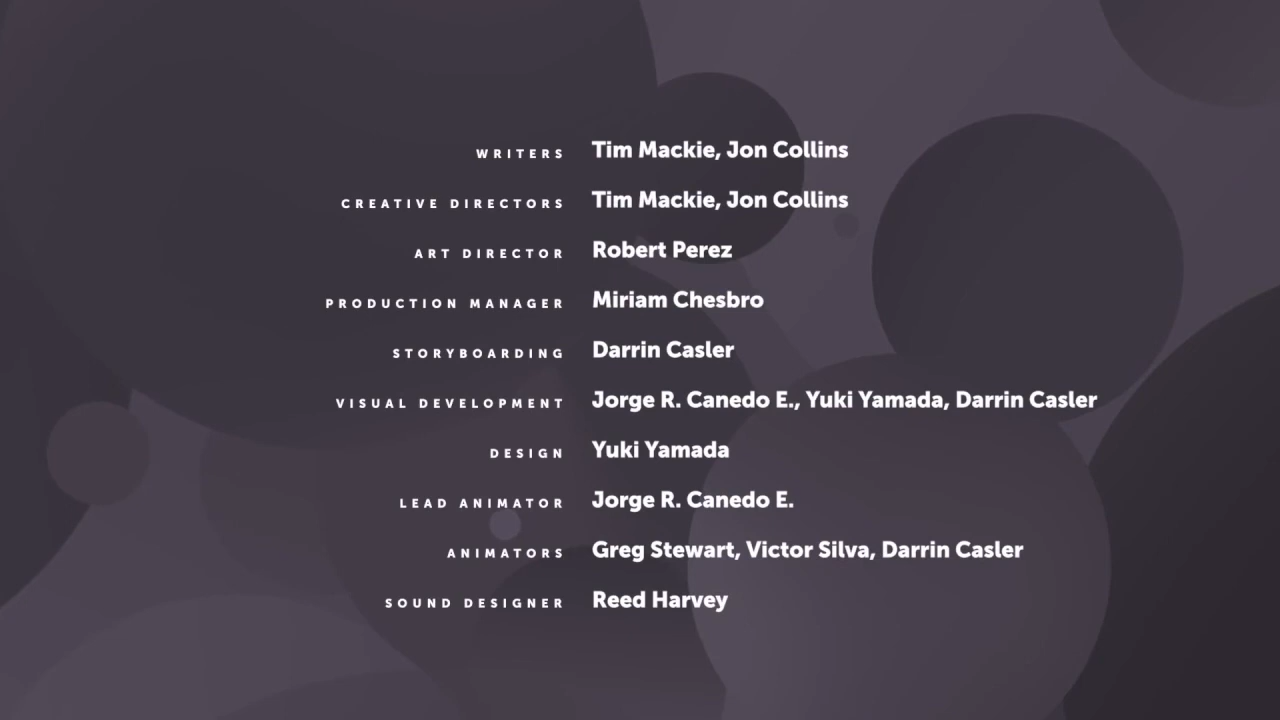 WRITERS Tim Mackie, Jon Collins
CREATIVE DIRECTORS Tim Mackie, Jon Collins
ART DIRECTOR Robert Perez
PRODUCTION MANAGER Miriam Chesbro
STORYBOARDING Darrin Casler
VISUAL DEVELOPMENT Jorge R. Canedo E., Yuki Yamada, Darrin Casler
DESIGN Yuki Yamada
LEAD ANIMATOR Jorge R. Canedo E.
ANIMATORS Greg Stewart, Victor Silva, Darrin Casler
SOUND DESIGNER Reed Harvey